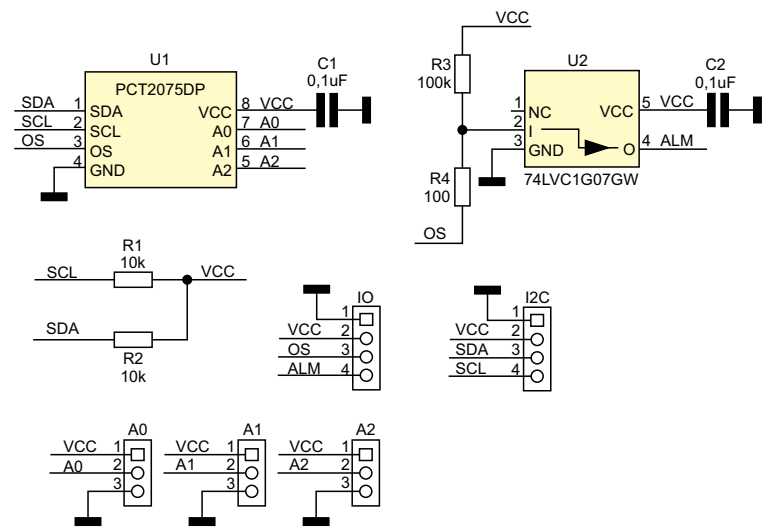 U1
PCT2075DP
SDA 1 SDA
SCL 2 SCL
OS 3 OS
4 GND
VCC 8 VCC
A0 7 A0
A1 6 A1
A2 5 A2
C1
0,1uF
VCC
R3
100k
U2
1 NC
2 I
3 GND
VCC 5 VCC
O 4 ALM
74LVC1G07GW
C2
0,1uF
R4
100
OS
R1
10k
SCL
VCC
SDA
R2
10k
IO
1
VCC 2
OS 3
ALM 4
I2C
1
VCC 2
SDA 3
SCL 4
A0
VCC 1
A0 2
3
A1
VCC 1
A1 2
3
A2
VCC 1
A2 2
3